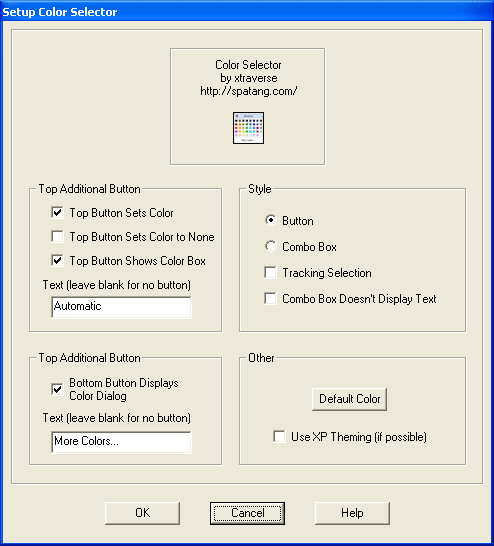 Setup Color Selector
Color Selector
by xtraverse
http://spatang.com/
Top Additional Button
Top Button Sets Color
Top Button Sets Color to None
Top Button Shows Color Box
Text (leave blank for no button)
Automatic
Style
Button
Combo Box
Tracking Selection
Combo Box Doesn't Display Text
Top Additional Button
Bottom Button Displays
Color Dialog
Text (leave blank for no button)
More Colors...
Other
Default Color
Use XP Theming (if possible)
OK
Cancel
Help